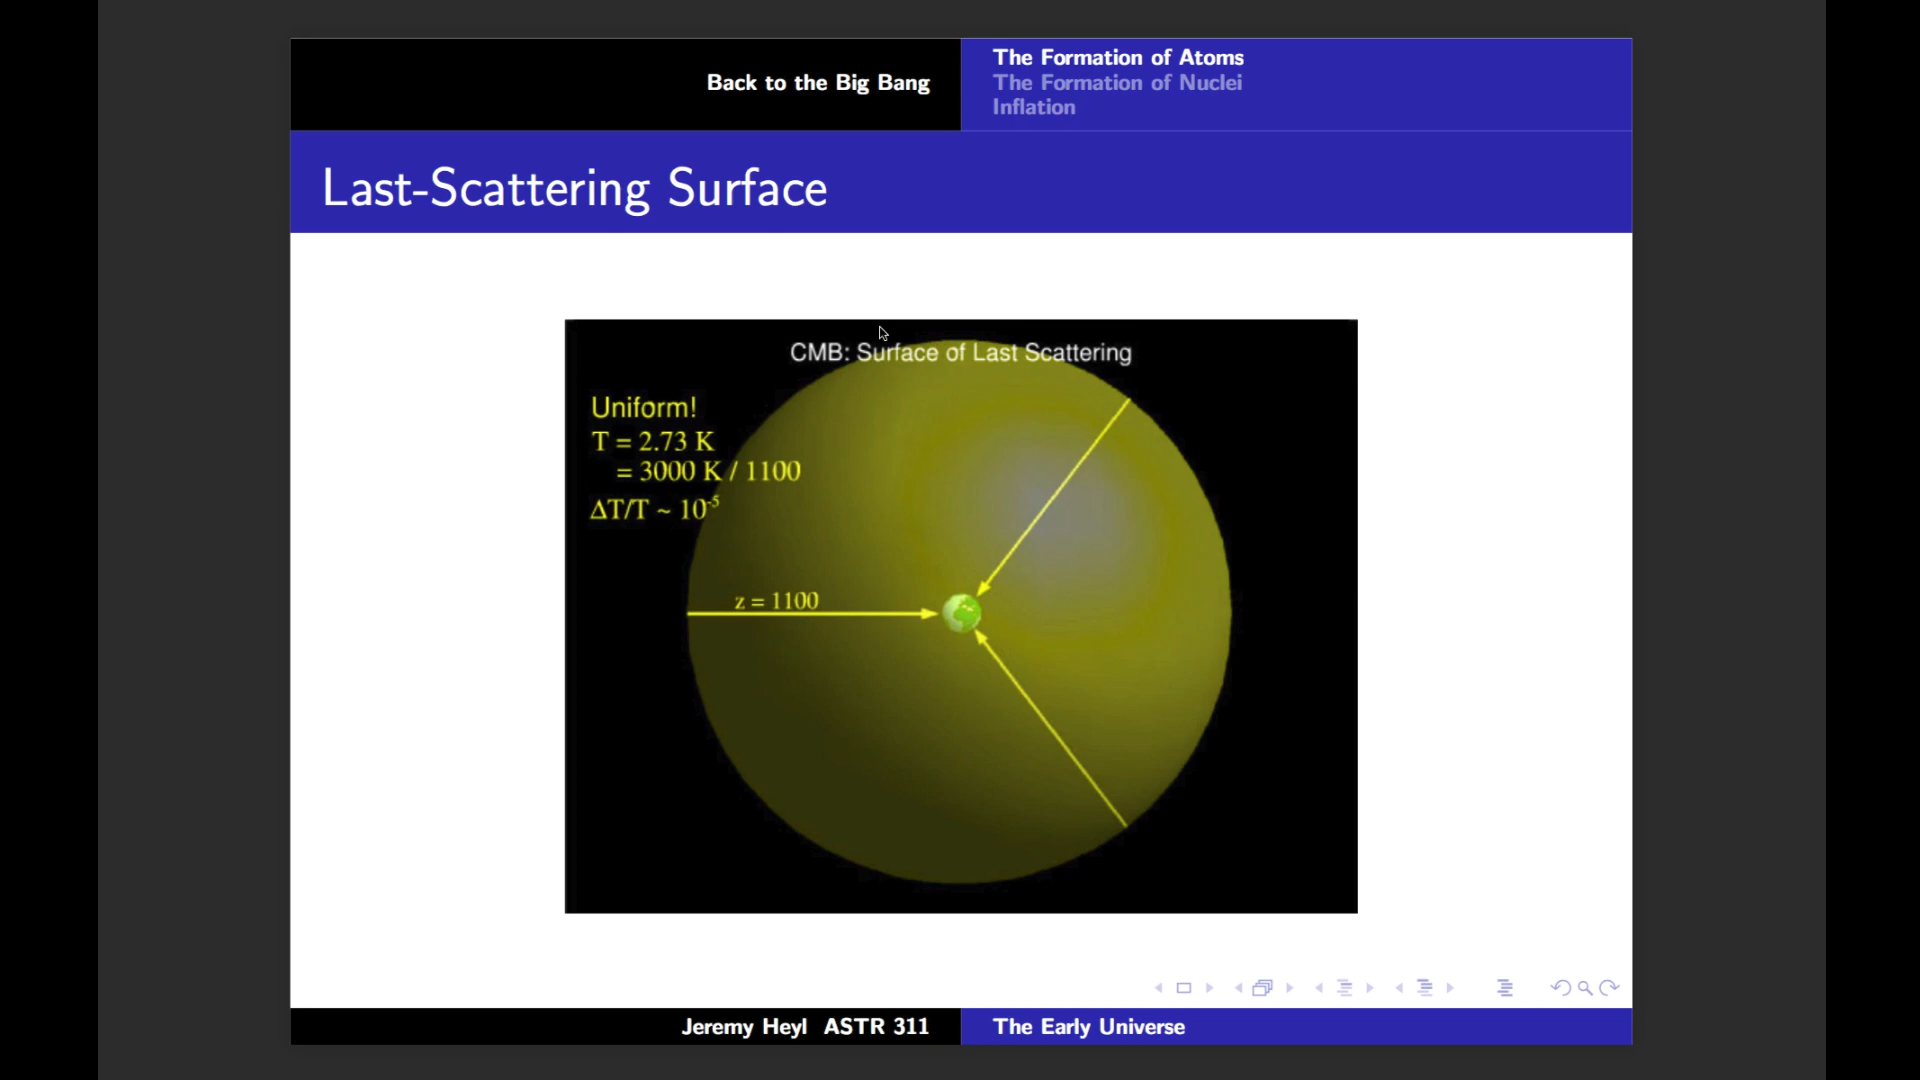 Back to the Big Bang
The Formation of Atoms
The Formation of Nuclei
Inflation
Last-Scattering Surface
CMB: Surface of Last Scattering
Uniform!
T = 2.73 K
= 3000 K / 1100
ΔT/T ~ 10⁻⁵
z = 1100
Jeremy Heyl ASTR 311
The Early Universe